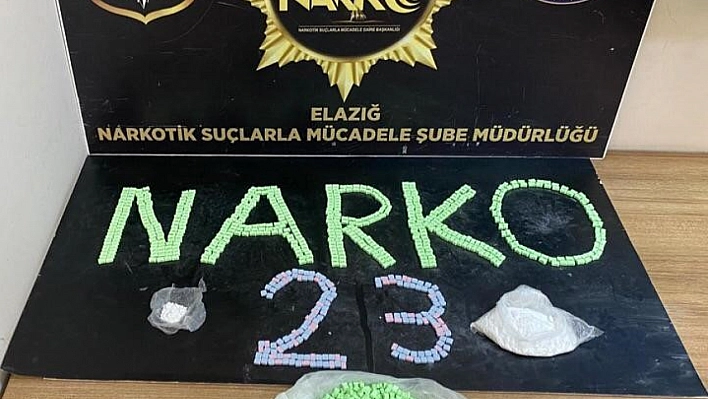 NARKO
NARKOTİK SUÇLARLA MÜCADELE DAİRE BAŞKANLIĞI
ELAZIĞ
NARKOTİK SUÇLARLA MÜCADELE ŞUBE MÜDÜRLÜĞÜ
NARKO
23